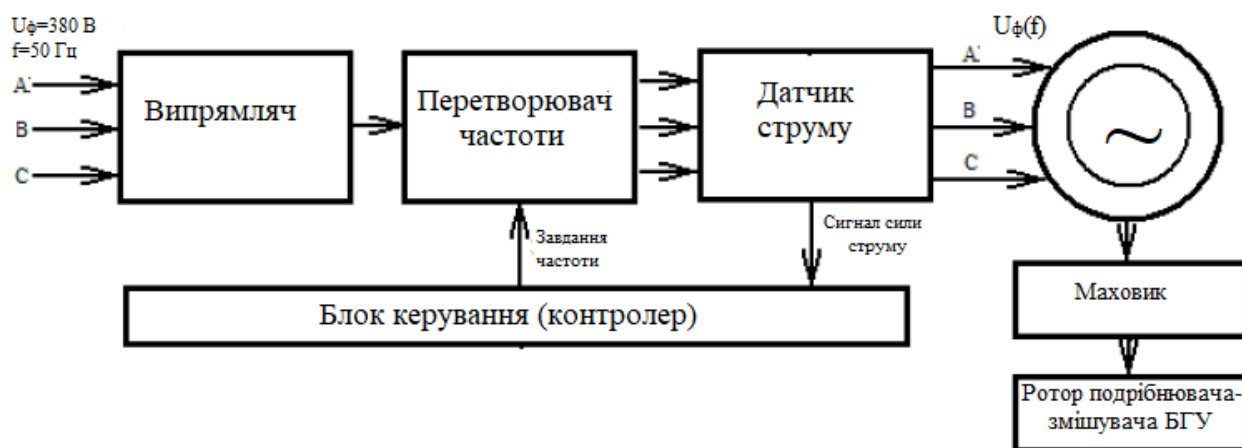 Uф=380 В
f=50 Гц
А
В
С
Випрямляч
Перетворювач
частоти
Датчик
струму
Uф(f)
А
В
С
Завдання
частоти
Сигнал сили
струму
Блок керування (контролер)
Маховик
Ротор подрібнювача-
змішувача БГУ